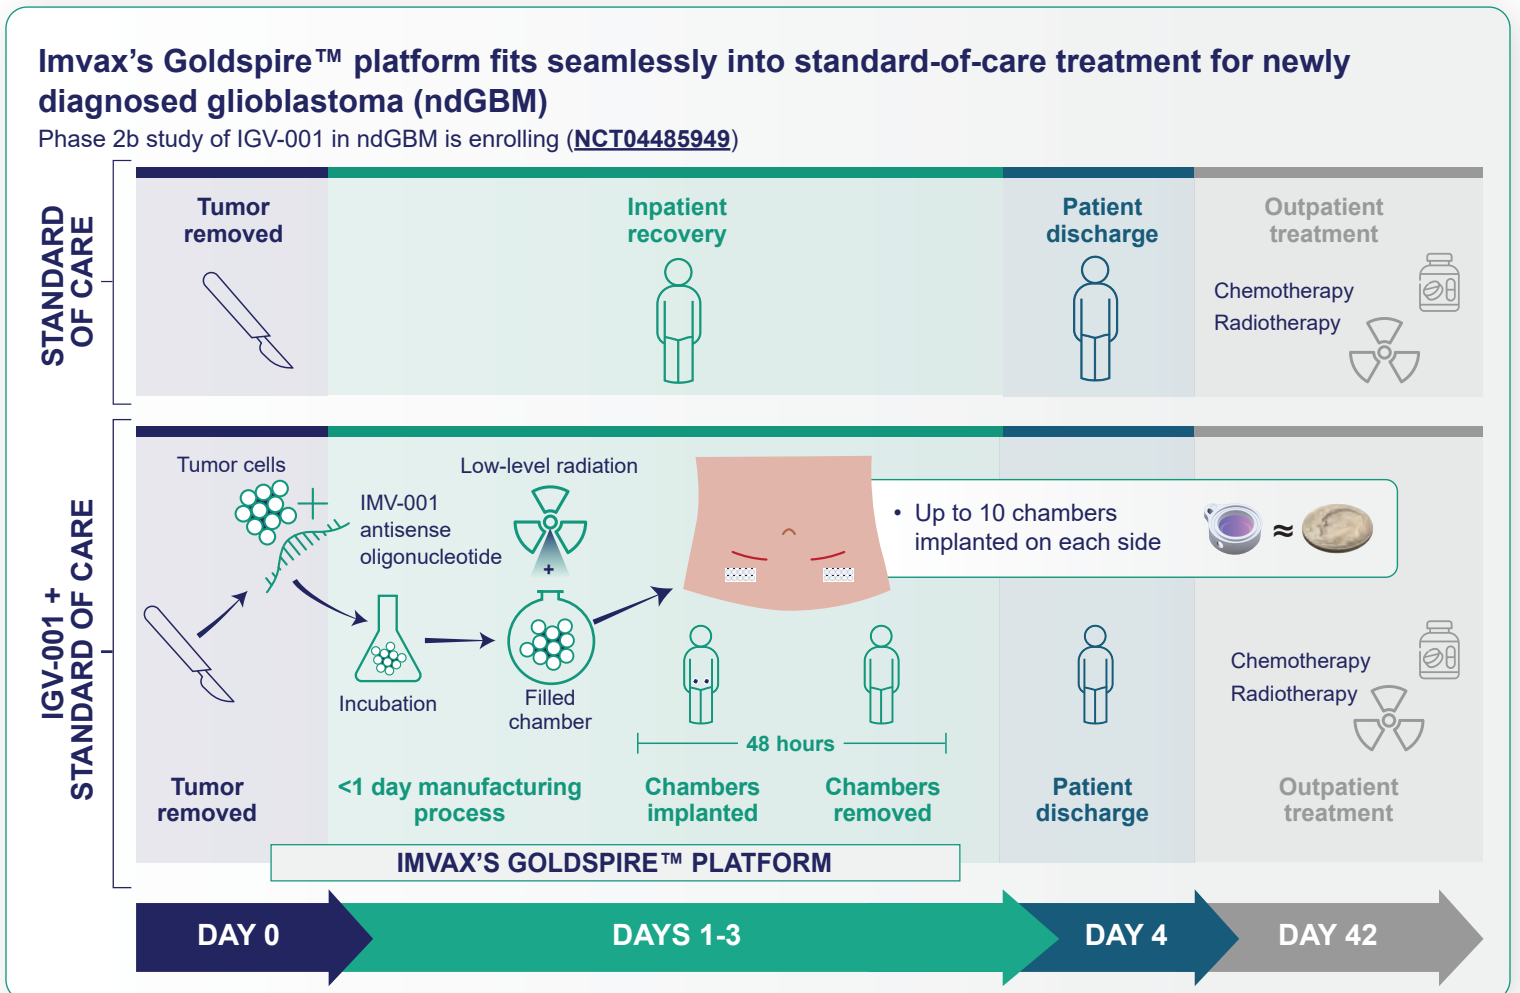 Imvax's Goldspire™ platform fits seamlessly into standard-of-care treatment for newly
diagnosed glioblastoma (ndGBM)
Phase 2b study of IGV-001 in ndGBM is enrolling (NCT04485949)
STANDARD
OF CARE
Tumor
removed
Inpatient
recovery
Patient
discharge
Outpatient
treatment
Chemotherapy
Radiotherapy
IGV-001 +
STANDARD OF CARE
Tumor cells
IMV-001
antisense
oligonucleotide
Low-level radiation
+
• Up to 10 chambers
implanted on each side
≈
Incubation
Filled
chamber
48 hours
Chemotherapy
Radiotherapy
Tumor
removed
<1 day manufacturing
process
Chambers
implanted
Chambers
removed
Patient
discharge
Outpatient
treatment
IMVAX'S GOLDSPIRE™ PLATFORM
DAY 0
DAYS 1-3
DAY 4
DAY 42